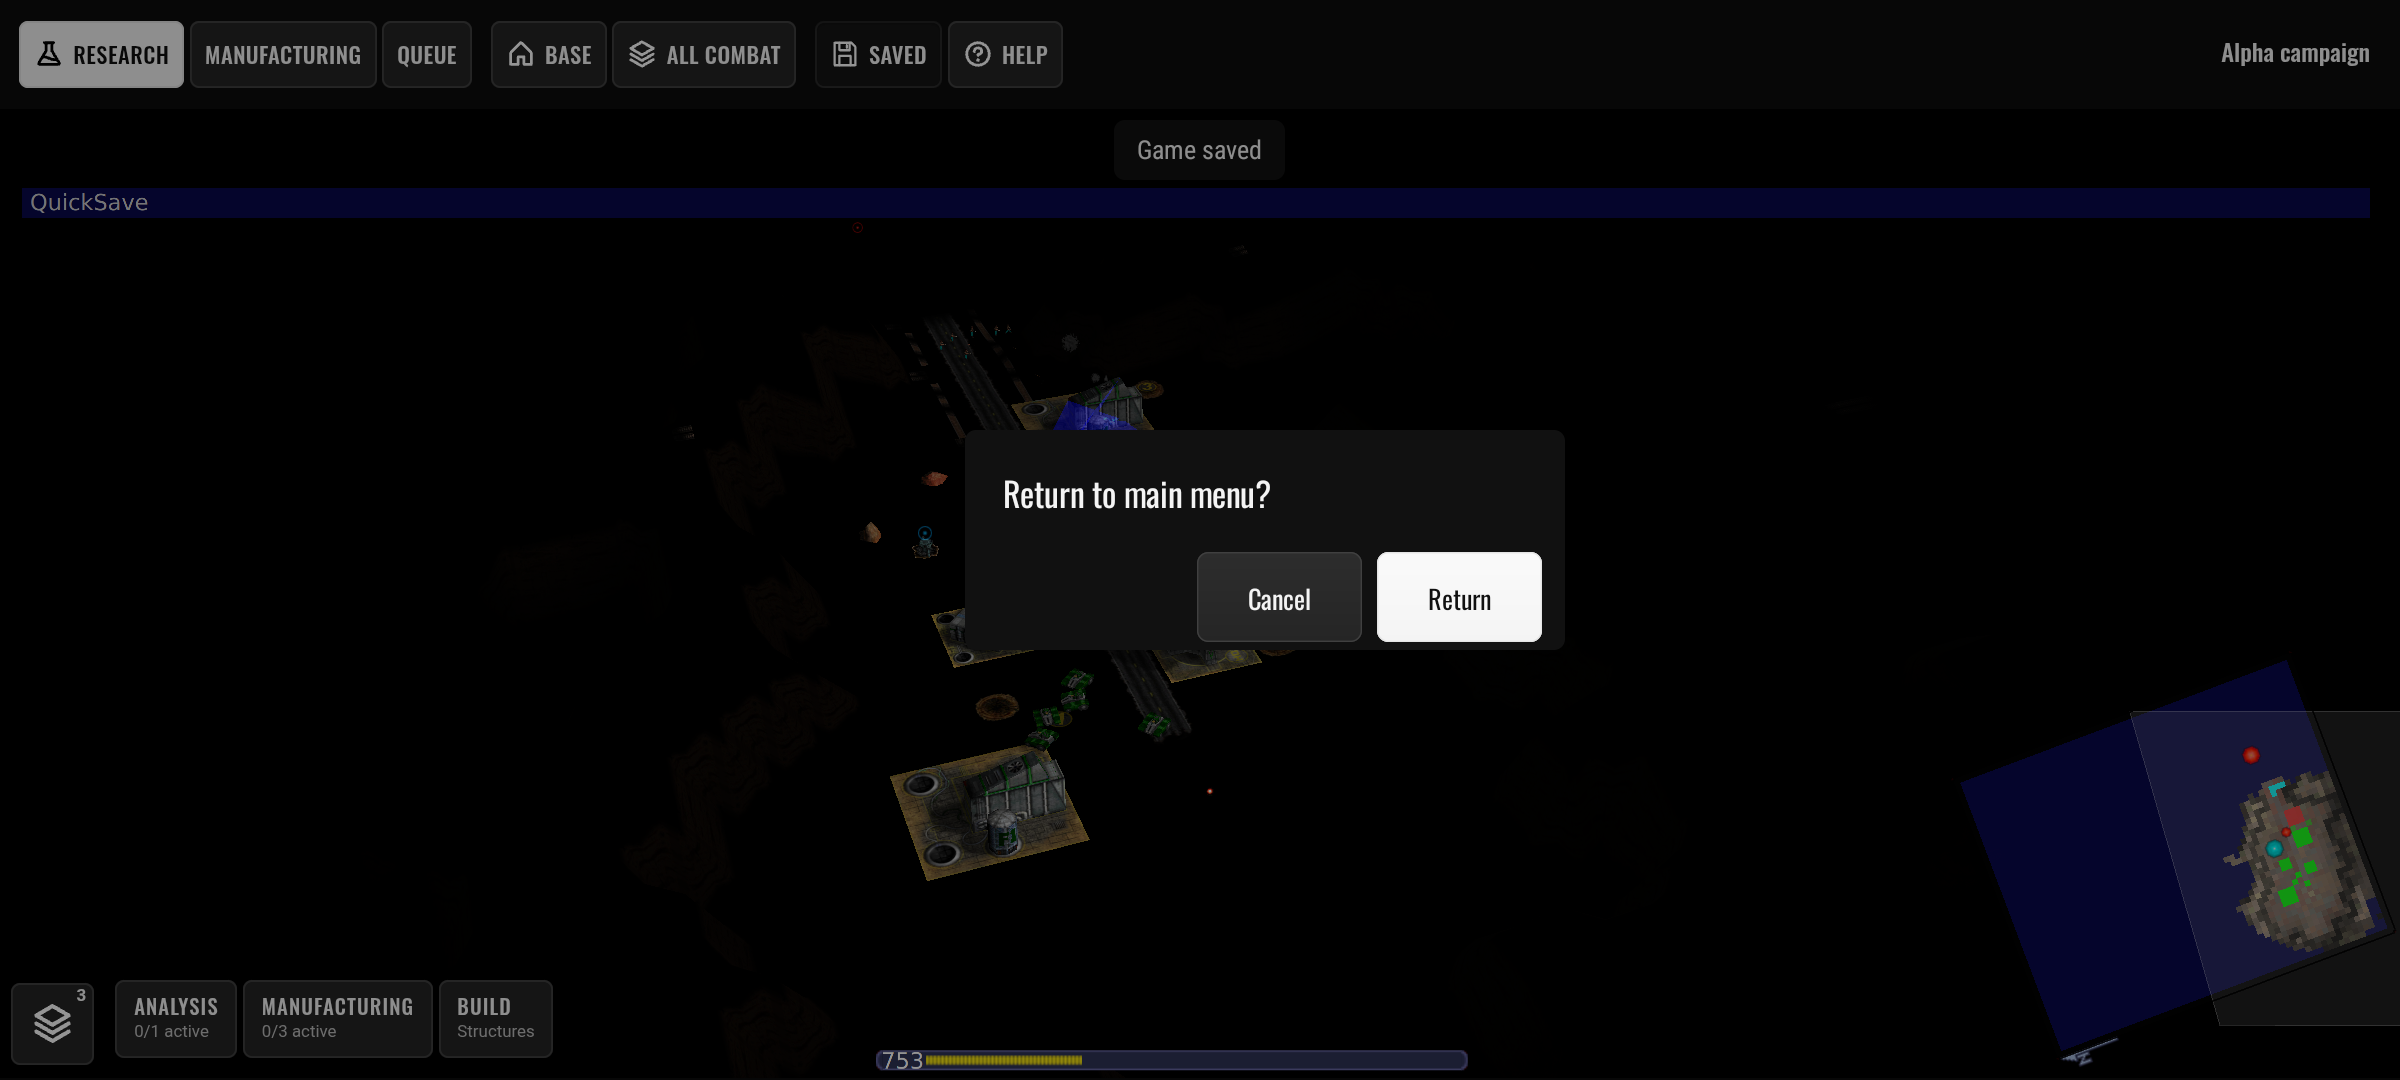 RESEARCH
MANUFACTURING
QUEUE
BASE
ALL COMBAT
SAVED
HELP
Alpha campaign
Game saved
QuickSave
Return to main menu?
Cancel
Return
3
ANALYSIS
0/1 active
MANUFACTURING
0/3 active
BUILD
Structures
753
N